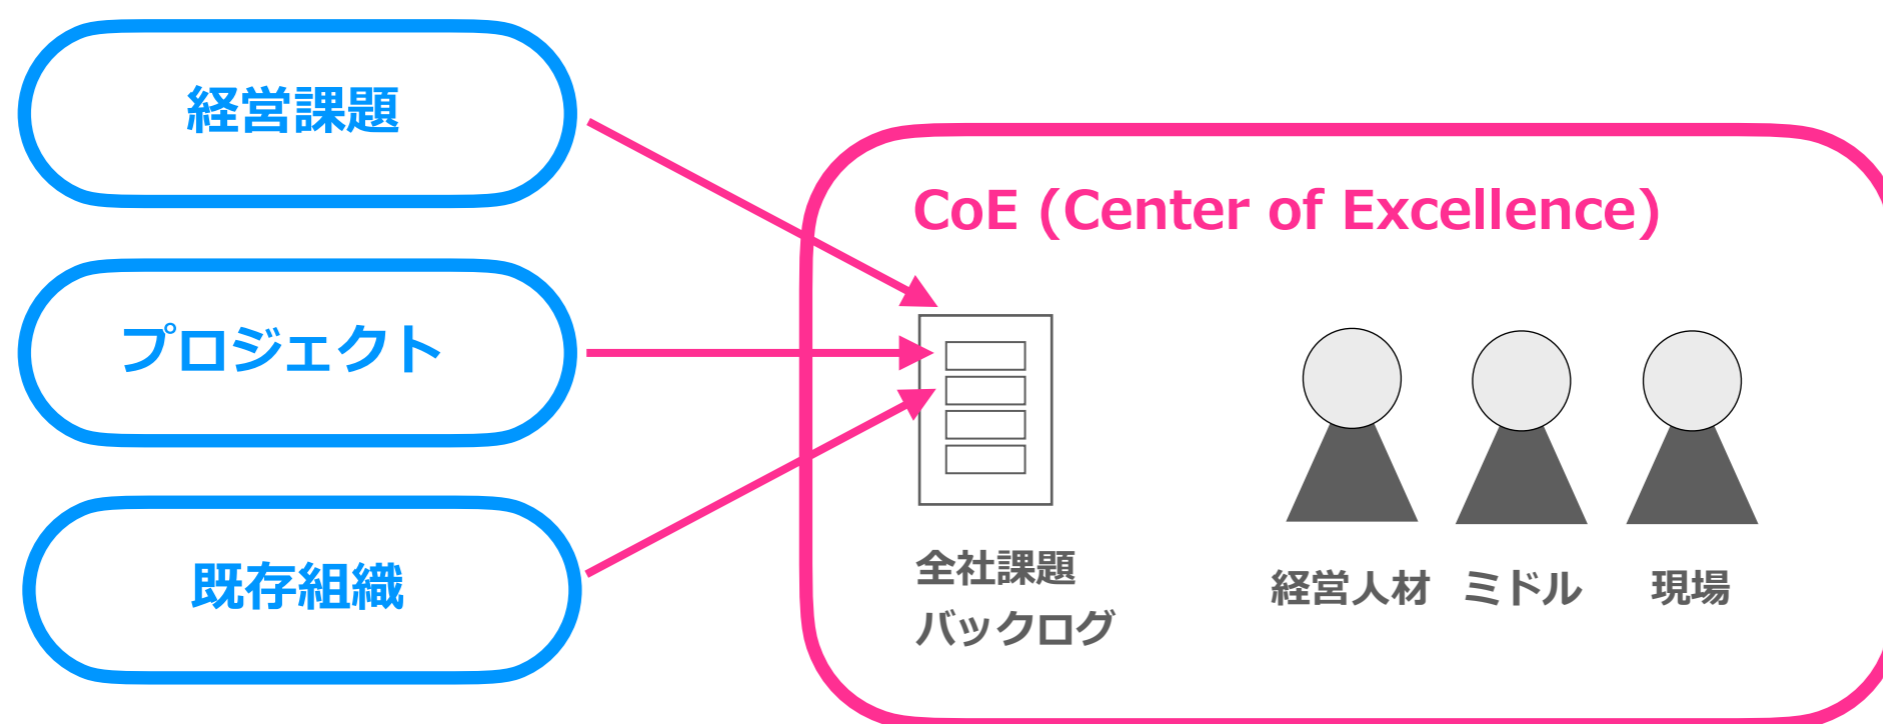 経営課題
プロジェクト
既存組織
CoE (Center of Excellence)
全社課題
バックログ
経営人材
ミドル
現場